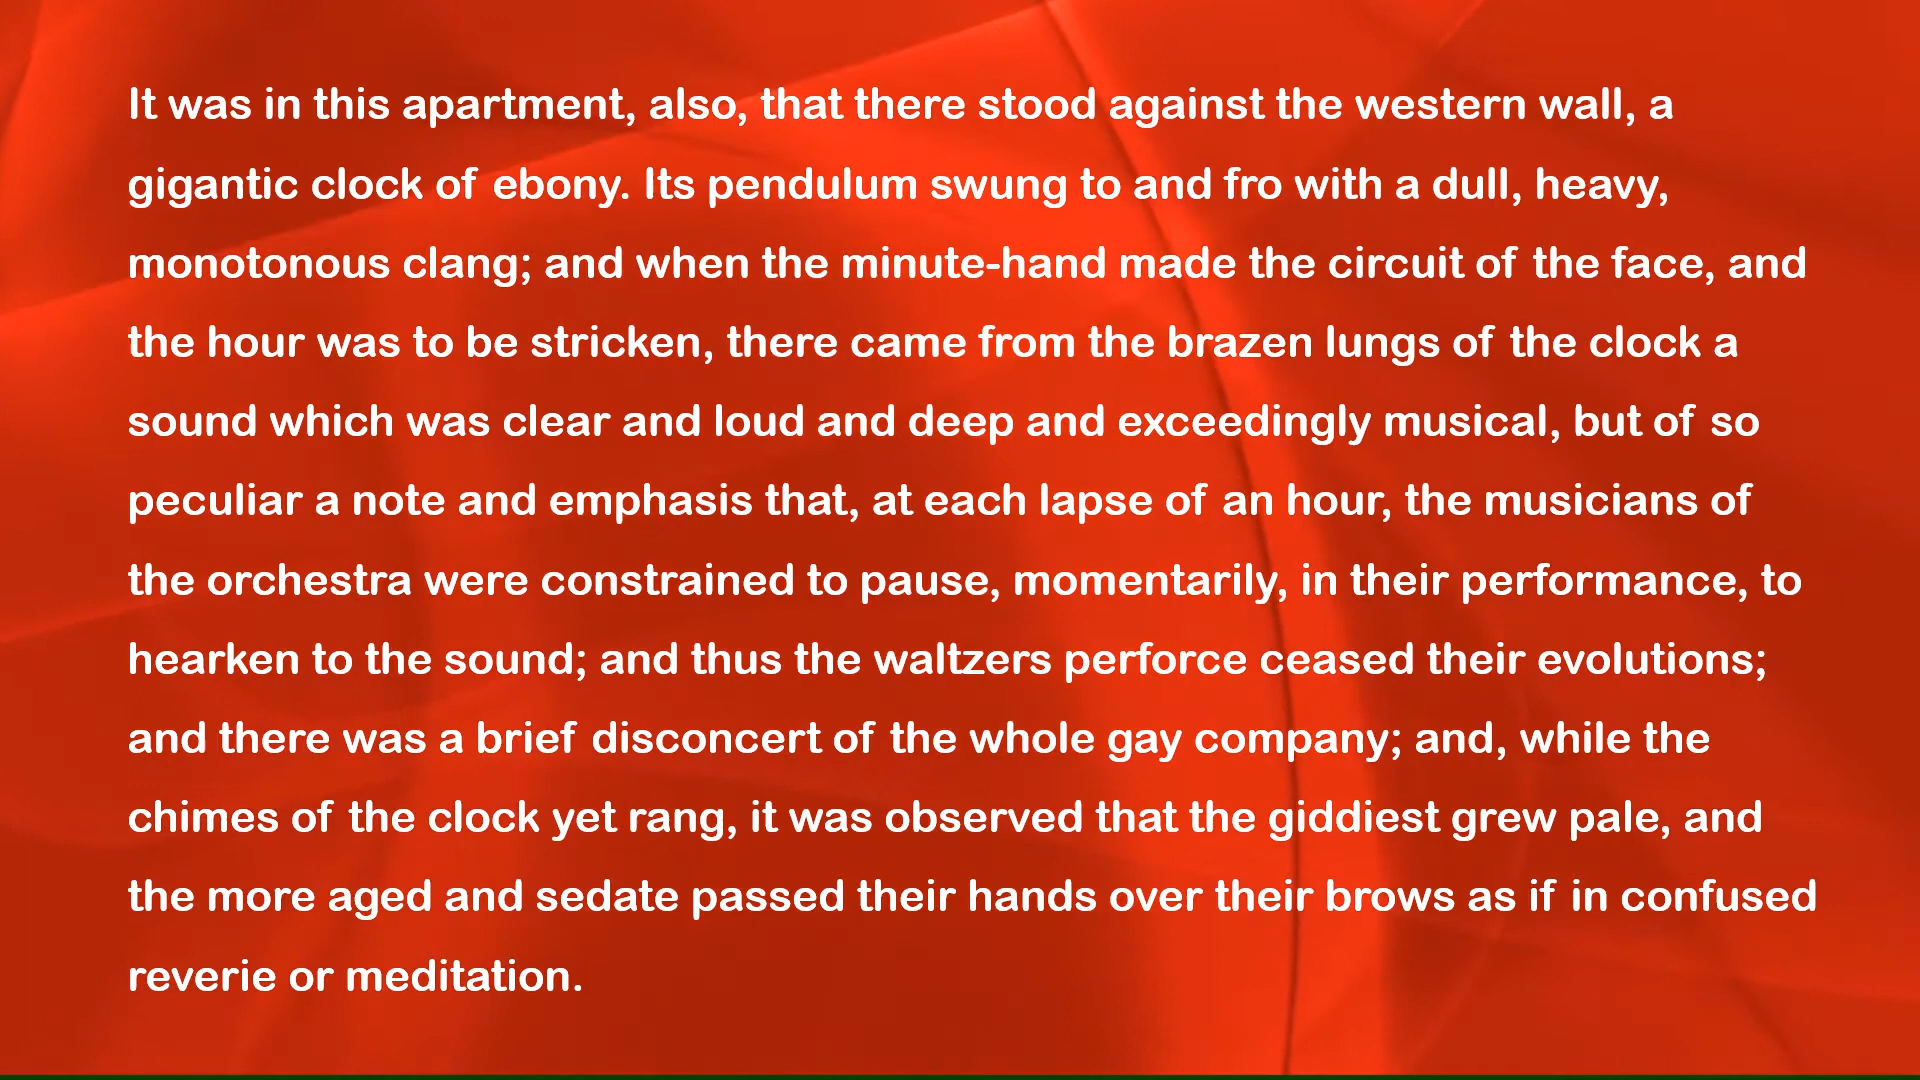 It was in this apartment, also, that there stood against the western wall, a
gigantic clock of ebony. Its pendulum swung to and fro with a dull, heavy,
monotonous clang; and when the minute-hand made the circuit of the face, and
the hour was to be stricken, there came from the brazen lungs of the clock a
sound which was clear and loud and deep and exceedingly musical, but of so
peculiar a note and emphasis that, at each lapse of an hour, the musicians of
the orchestra were constrained to pause, momentarily, in their performance, to
hearken to the sound; and thus the waltzers perforce ceased their evolutions;
and there was a brief disconcert of the whole gay company; and, while the
chimes of the clock yet rang, it was observed that the giddiest grew pale, and
the more aged and sedate passed their hands over their brows as if in confused
reverie or meditation.